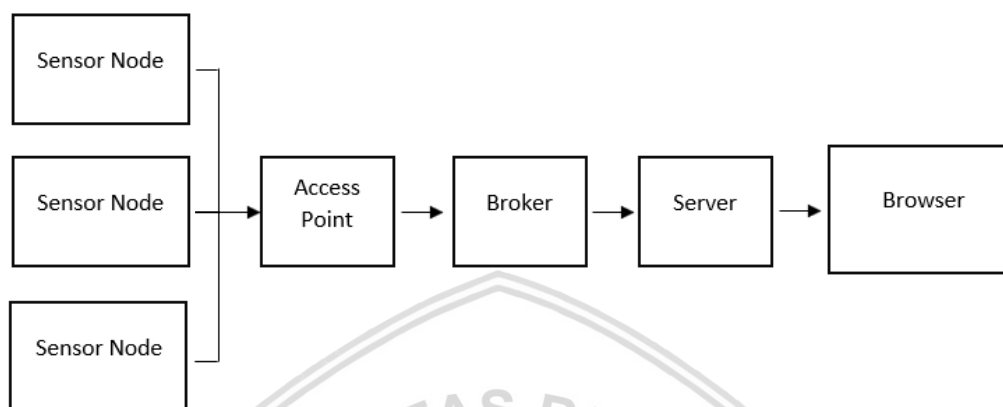 Sensor Node
Sensor Node
Sensor Node
Access
Point
Broker
Server
Browser